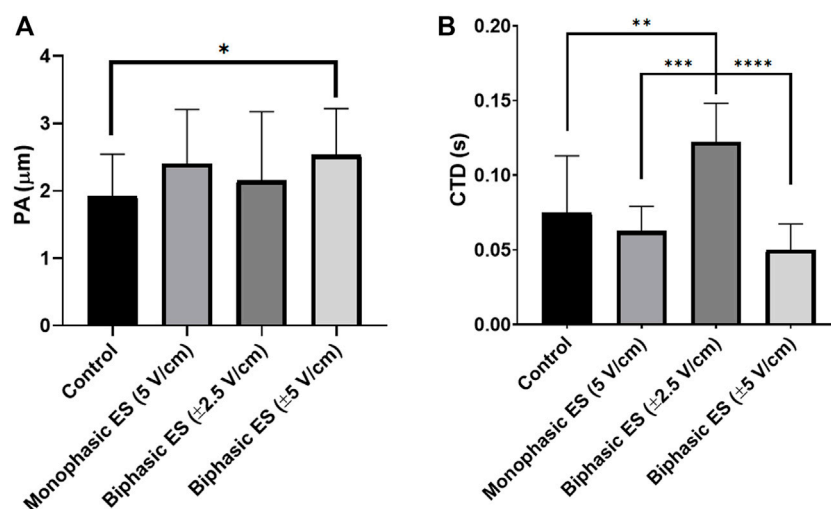 A
*
4
3
2
1
0
PA (μm)
Control
Monophasic ES (5 V/cm)
Biphasic ES (±2.5 V/cm)
Biphasic ES (±5 V/cm)
B
**
*** ****
0.20
0.15
0.10
0.05
0.00
CTD (s)
Control
Monophasic ES (5 V/cm)
Biphasic ES (±2.5 V/cm)
Biphasic ES (±5 V/cm)